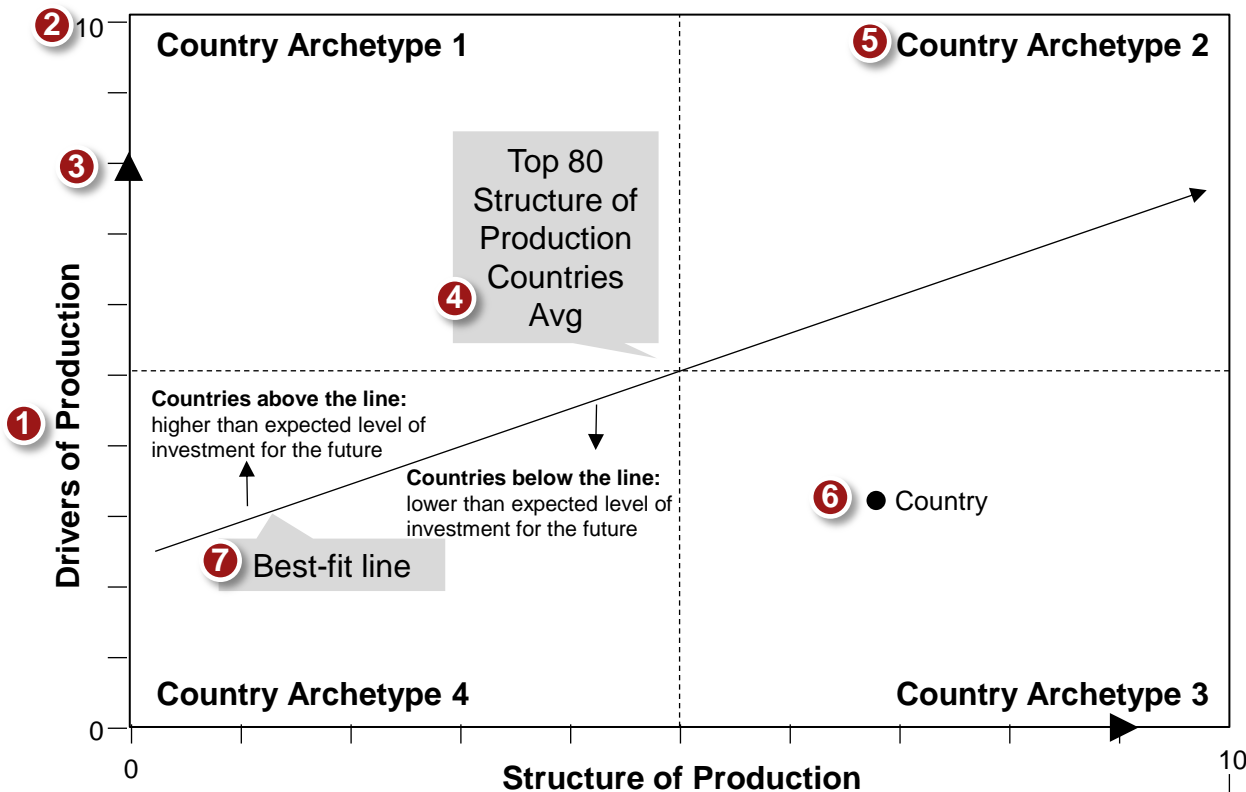 2
10
Country Archetype 1
5
Country Archetype 2
3
Top 80
Structure of
Production
Countries
Avg
4
Drivers of Production
1
Countries above the line:
higher than expected level of
investment for the future
Countries below the line:
lower than expected level of
investment for the future
6
Country
7
Best-fit line
Country Archetype 4
Country Archetype 3
0
0
Structure of Production
10